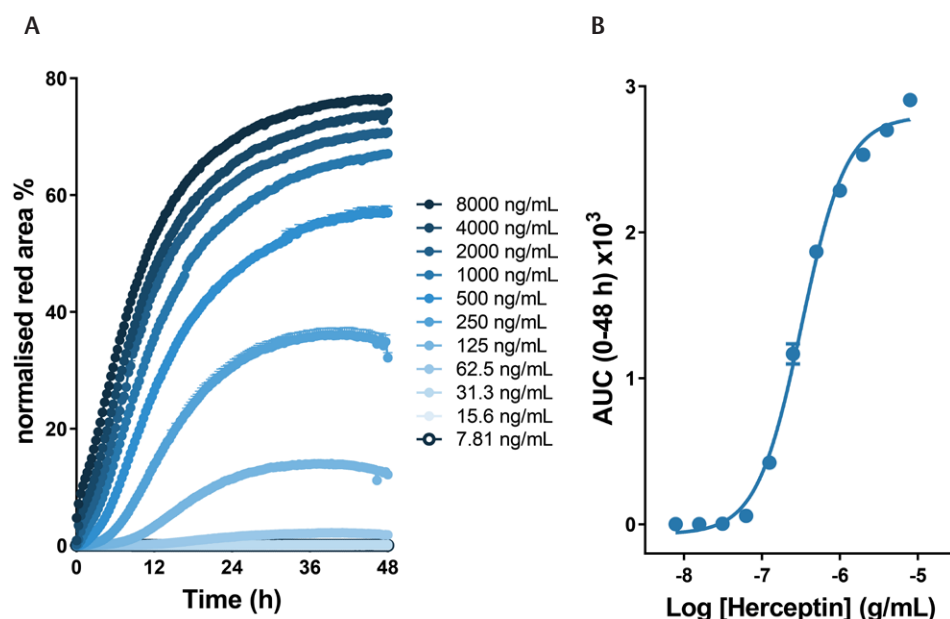 A
B
normalised red area %
80
60
40
20
0
0
12
24
36
48
Time (h)
8000 ng/mL
4000 ng/mL
2000 ng/mL
1000 ng/mL
500 ng/mL
250 ng/mL
125 ng/mL
62.5 ng/mL
31.3 ng/mL
15.6 ng/mL
7.81 ng/mL
AUC (0-48 h) x10³
3
2
1
0
-8
-7
-6
-5
Log [Herceptin] (g/mL)